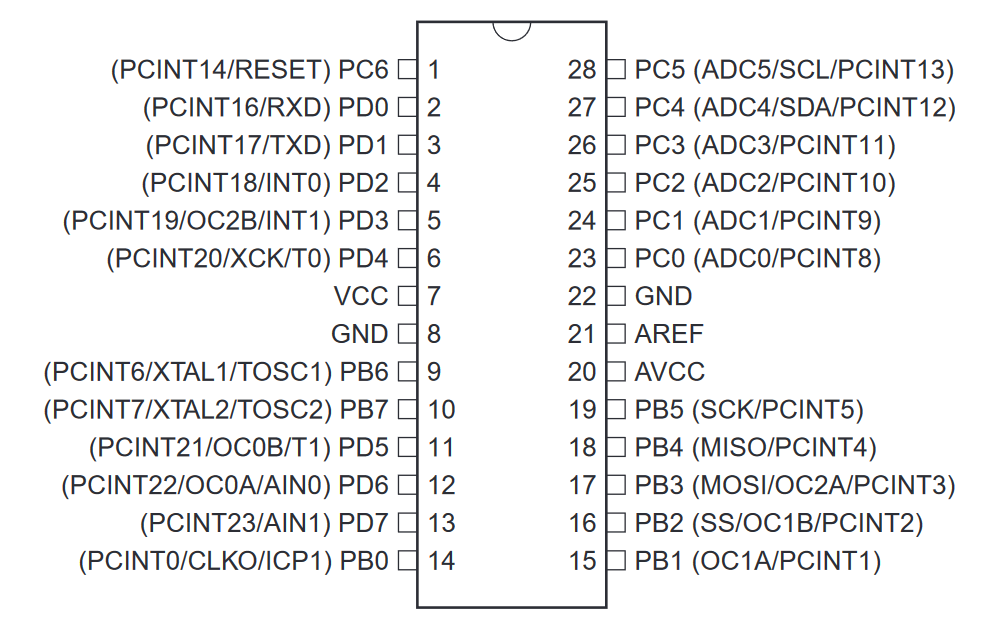 (PCINT14/RESET) PC6 1 28 PC5 (ADC5/SCL/PCINT13)
(PCINT16/RXD) PD0 2 27 PC4 (ADC4/SDA/PCINT12)
(PCINT17/TXD) PD1 3 26 PC3 (ADC3/PCINT11)
(PCINT18/INT0) PD2 4 25 PC2 (ADC2/PCINT10)
(PCINT19/OC2B/INT1) PD3 5 24 PC1 (ADC1/PCINT9)
(PCINT20/XCK/T0) PD4 6 23 PC0 (ADC0/PCINT8)
VCC 7 22 GND
GND 8 21 AREF
(PCINT6/XTAL1/TOSC1) PB6 9 20 AVCC
(PCINT7/XTAL2/TOSC2) PB7 10 19 PB5 (SCK/PCINT5)
(PCINT21/OC0B/T1) PD5 11 18 PB4 (MISO/PCINT4)
(PCINT22/OC0A/AIN0) PD6 12 17 PB3 (MOSI/OC2A/PCINT3)
(PCINT23/AIN1) PD7 13 16 PB2 (SS/OC1B/PCINT2)
(PCINT0/CLKO/ICP1) PB0 14 15 PB1 (OC1A/PCINT1)